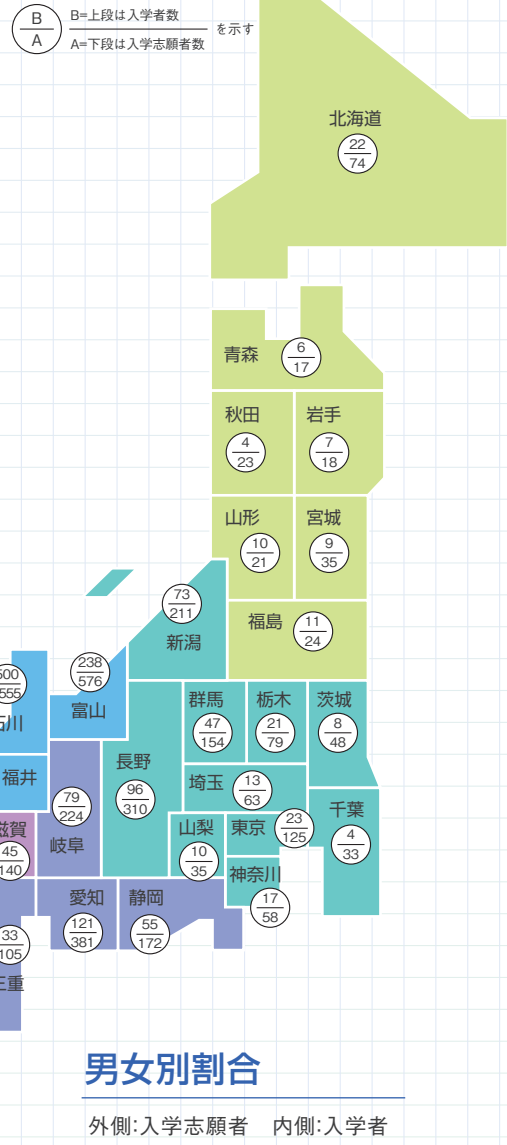 B
A
B=上段は入学者数
A=下段は入学志願者数
を示す
北海道
22
74
青森
6
17
秋田
4
23
岩手
7
18
山形
10
21
宮城
9
35
73
211
新潟
福島
11
24
238
576
富山
福井
群馬
47
154
栃木
21
79
茨城
8
48
長野
96
310
埼玉
13
63
79
224
岐阜
山梨
10
35
東京
23
125
千葉
4
33
滋賀
45
140
神奈川
17
58
愛知
121
381
静岡
55
172
33
105
男女別割合
外側:入学志願者 内側:入学者